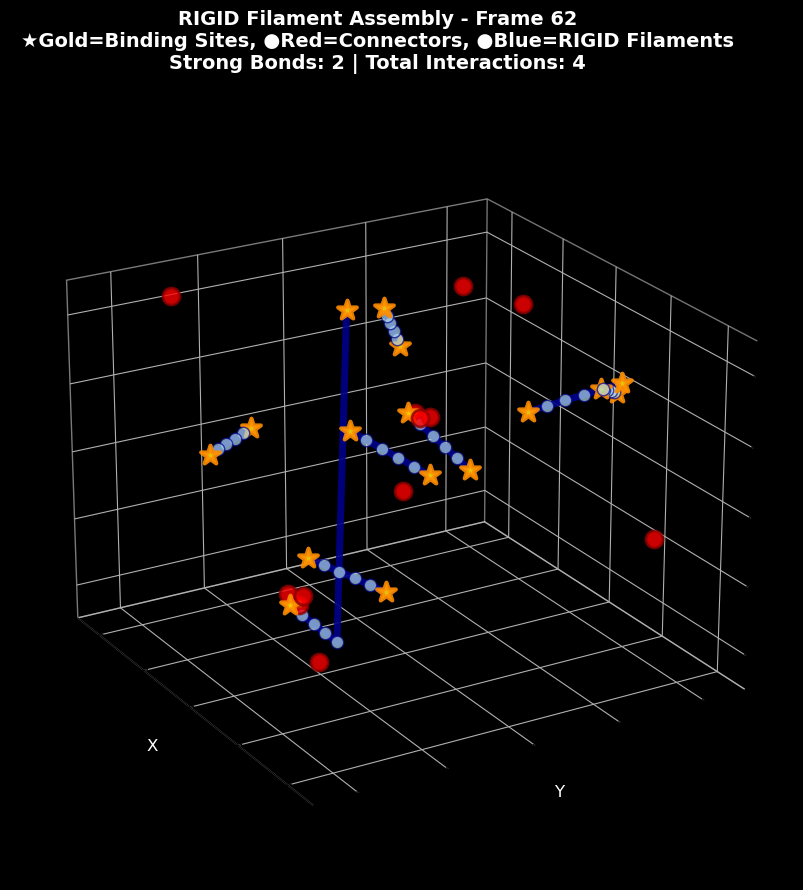 RIGID Filament Assembly - Frame 62
★Gold=Binding Sites, ●Red=Connectors, ●Blue=RIGID Filaments
Strong Bonds: 2 | Total Interactions: 4
X
Y